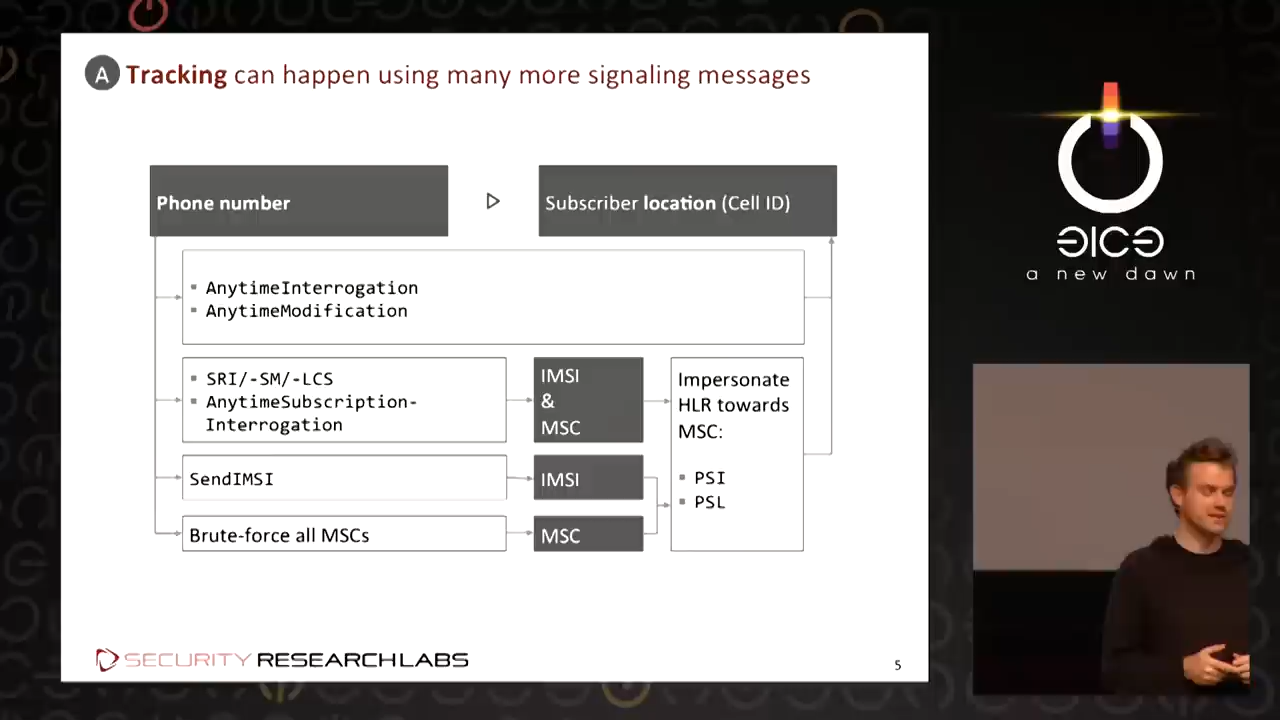 A Tracking can happen using many more signaling messages
Phone number
Subscriber location (Cell ID)
AnytimeInterrogation
AnytimeModification
SRI/-SM/-LCS
AnytimeSubscription-
Interrogation
IMSI
&
MSC
Impersonate
HLR towards
MSC:
PSI
PSL
SendIMSI
IMSI
Brute-force all MSCs
MSC
SECURITY RESEARCH LABS
5
31C3
a new dawn